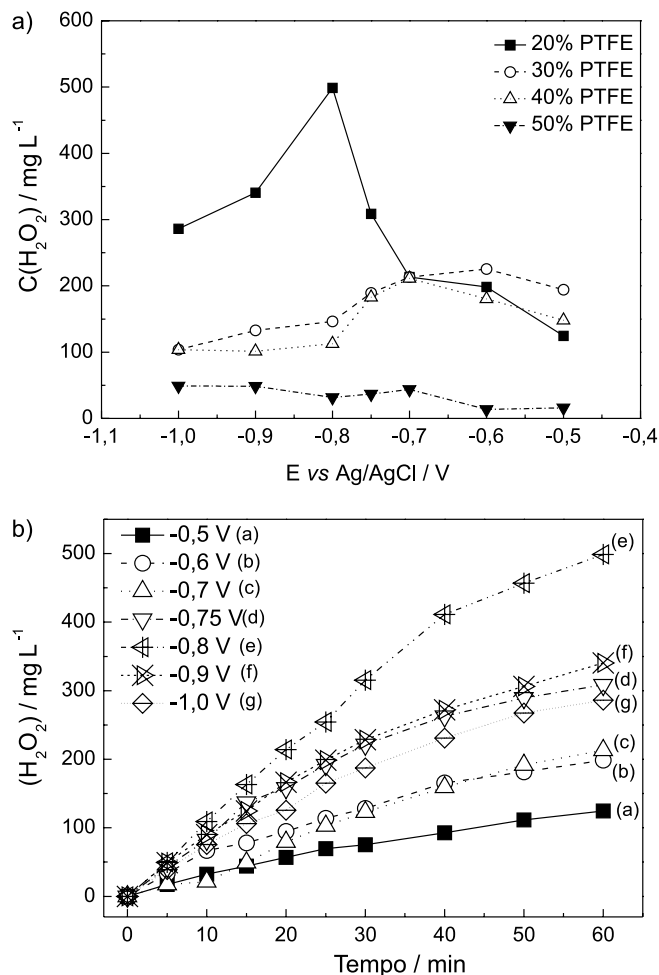 a)
600
500
400
300
200
100
0
C(H₂O₂) / mg L⁻¹
20% PTFE
30% PTFE
40% PTFE
50% PTFE
-1,1 -1,0 -0,9 -0,8 -0,7 -0,6 -0,5 -0,4
E vs Ag/AgCl / V
b)
500
400
300
200
100
0
(H₂O₂) / mg L⁻¹
-0,5 V (a)
-0,6 V (b)
-0,7 V (c)
-0,75 V (d)
-0,8 V (e)
-0,9 V (f)
-1,0 V (g)
(e)
(f)
(d)
(g)
(c)
(b)
(a)
0 10 20 30 40 50 60
Tempo / min